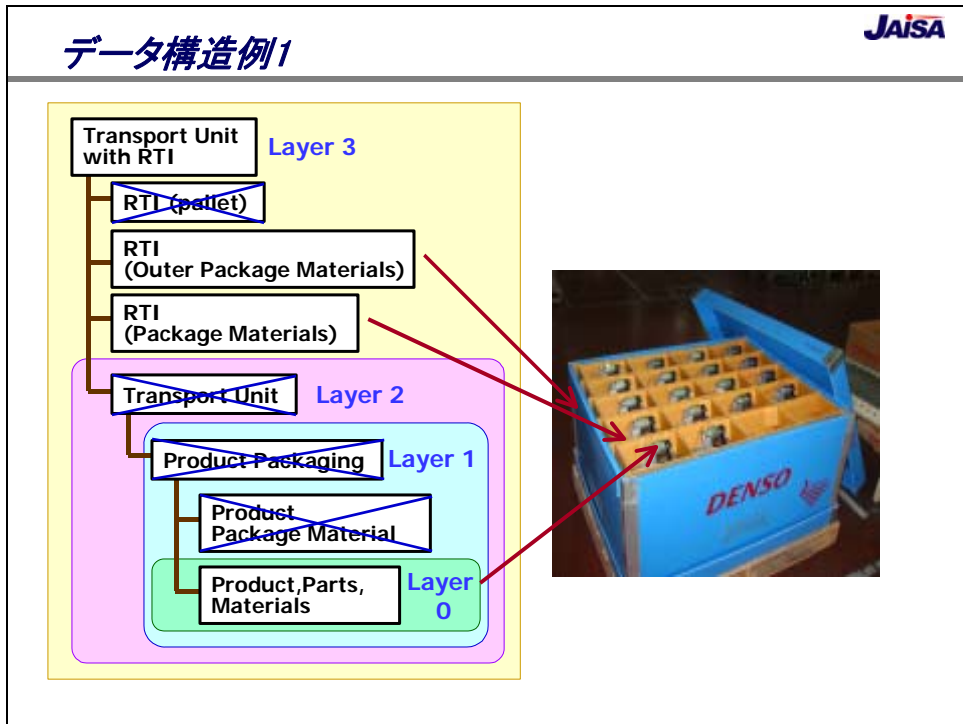 データ構造例1
JAISA
Transport Unit
with RTI
Layer 3
RTI (pallet)
RTI
(Outer Package Materials)
RTI
(Package Materials)
Transport Unit
Layer 2
Product Packaging
Layer 1
Product
Package Material
Product,Parts,
Materials
Layer
0
DENSO